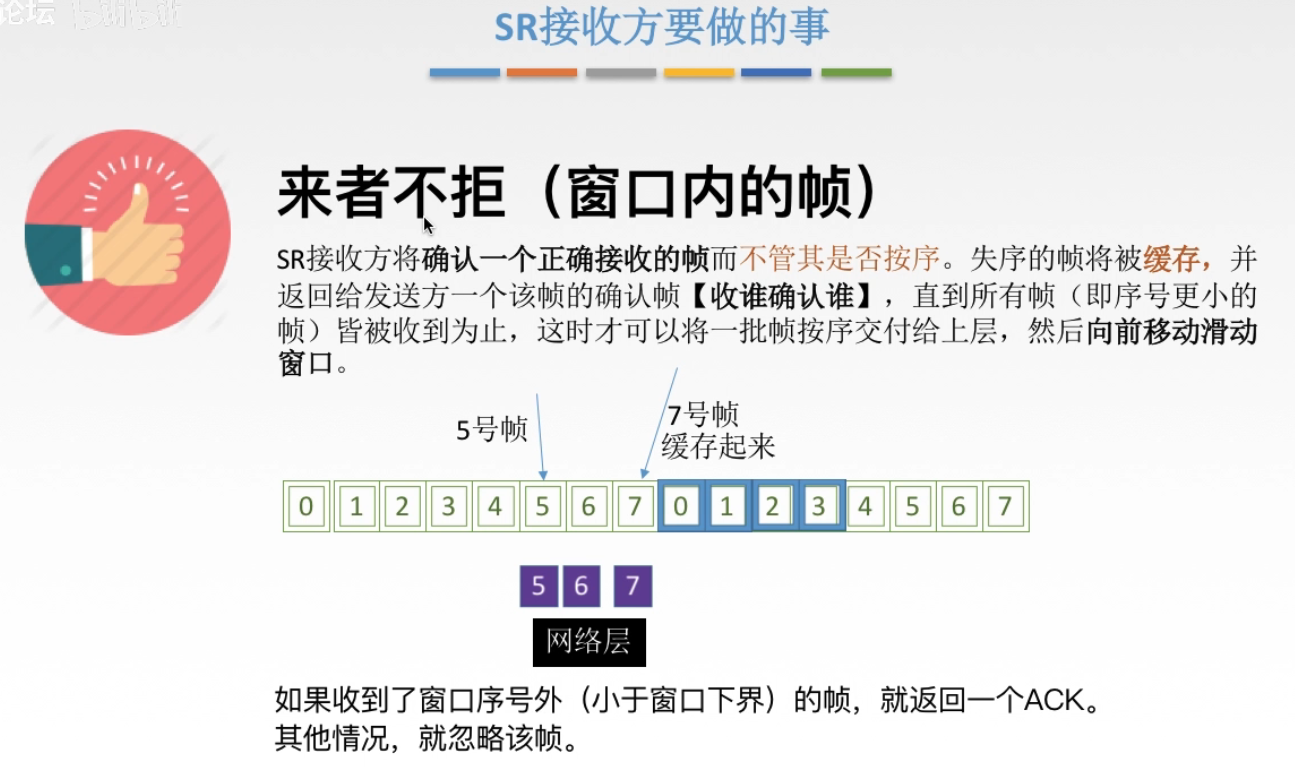 论坛 bilibili
SR接收方要做的事
来者不拒（窗口内的帧）
SR接收方将确认一个正确接收的帧而不管其是否按序。失序的帧将被缓存，并
返回给发送方一个该帧的确认帧【收谁确认谁】，直到所有帧（即序号更小的
帧）皆被收到为止，这时才可以将一批帧按序交付给上层，然后向前移动滑动
窗口。
5号帧
7号帧
缓存起来
0 1 2 3 4 5 6 7 0 1 2 3 4 5 6 7
5 6 7
网络层
如果收到了窗口序号外（小于窗口下界）的帧，就返回一个ACK。
其他情况，就忽略该帧。